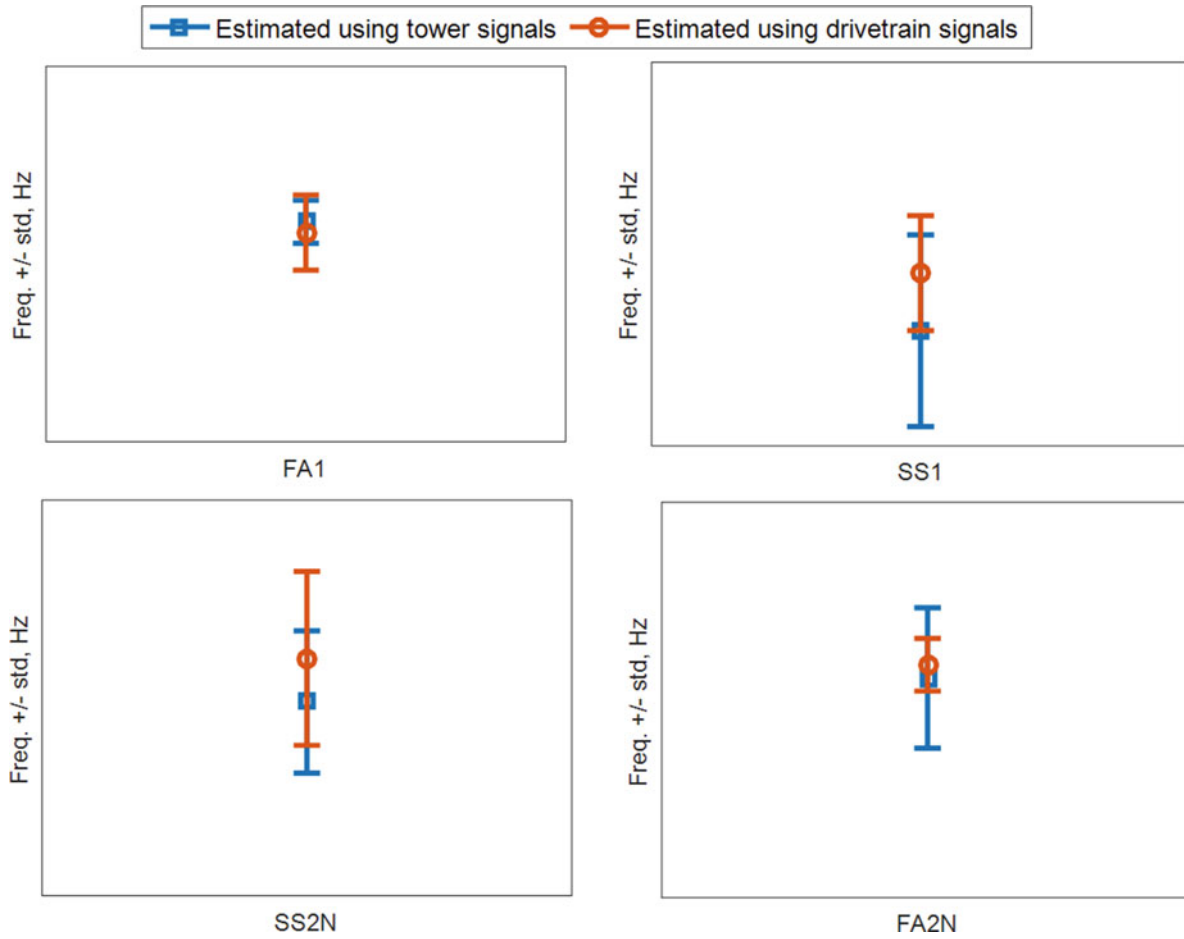 Estimated using tower signals Estimated using drivetrain signals
Freq. +/- std, Hz
FA1
Freq. +/- std, Hz
SS1
Freq. +/- std, Hz
SS2N
Freq. +/- std, Hz
FA2N